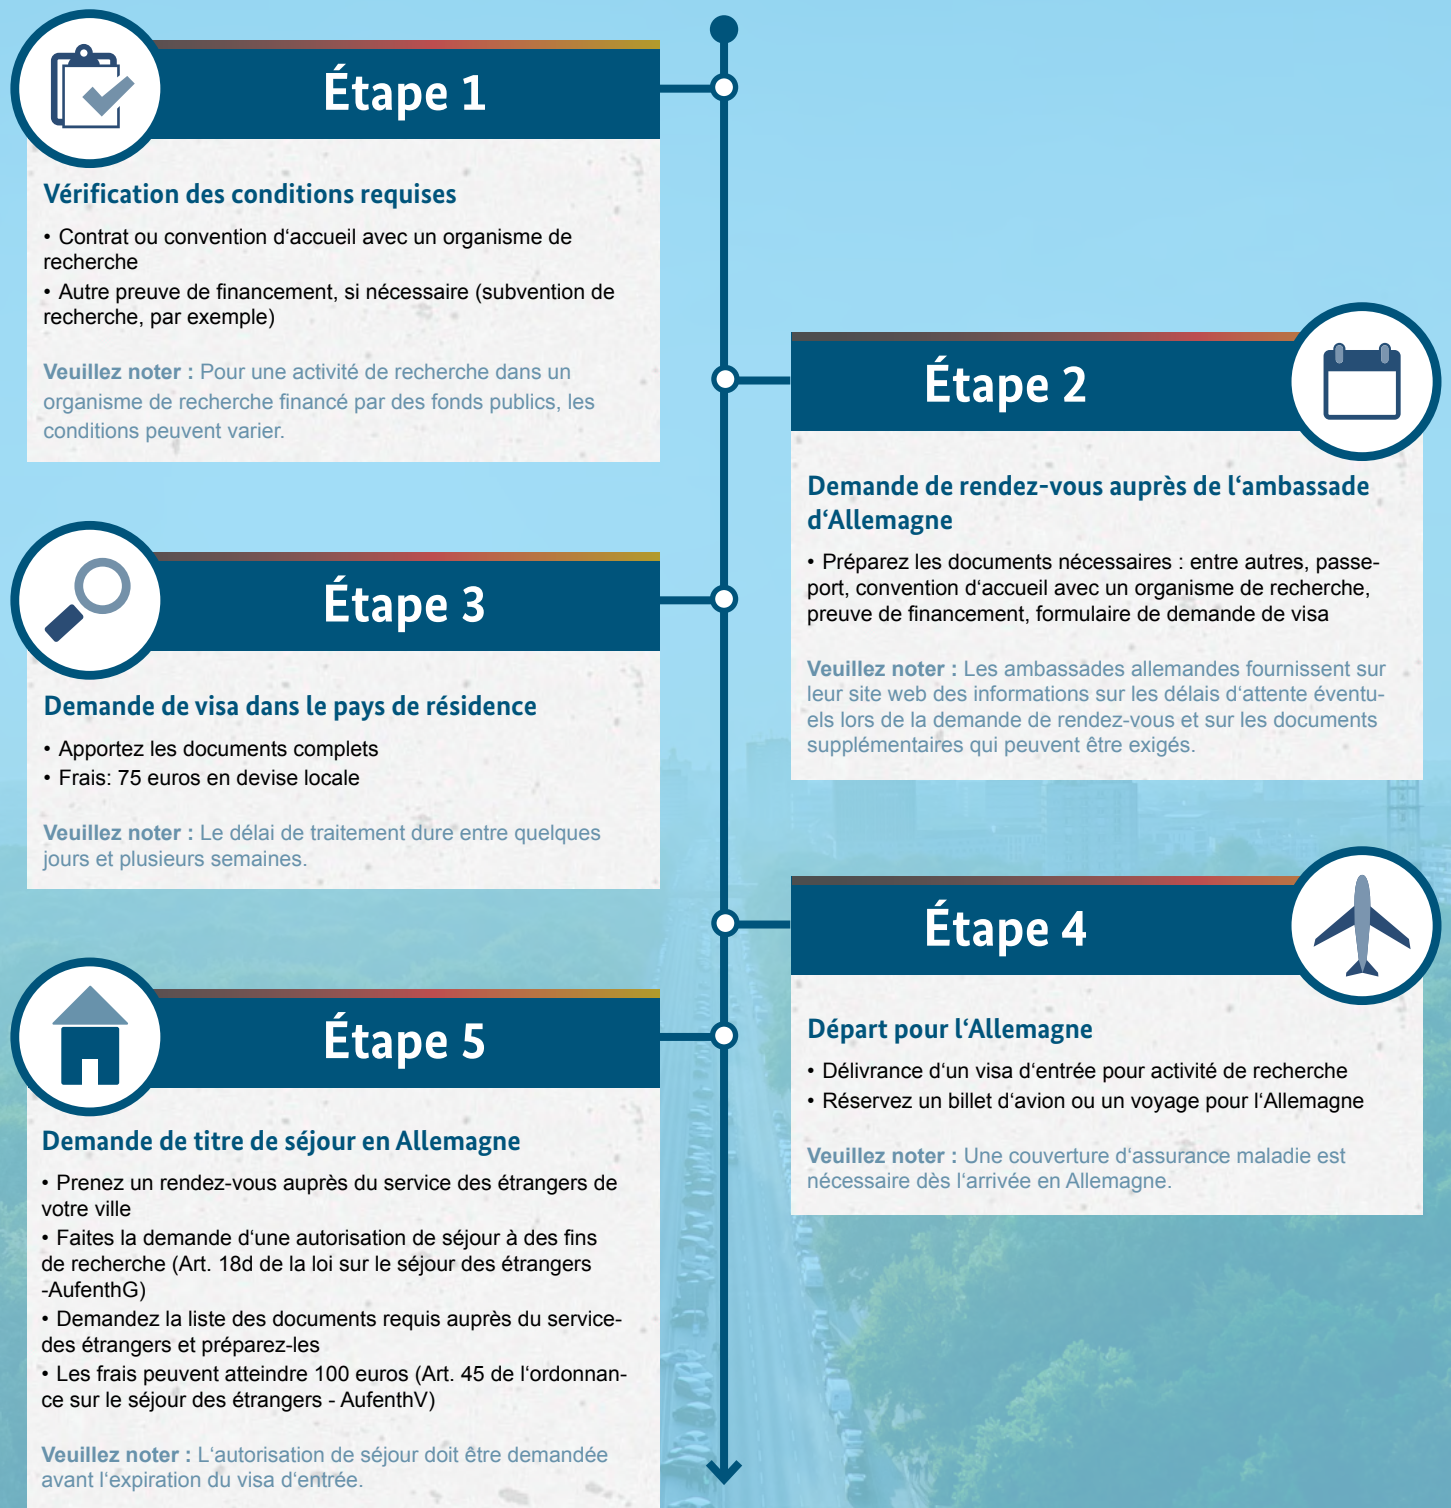 Étape 1
Vérification des conditions requises
• Contrat ou convention d‘accueil avec un organisme de
recherche
• Autre preuve de financement, si nécessaire (subvention de
recherche, par exemple)
Veuillez noter : Pour une activité de recherche dans un
organisme de recherche financé par des fonds publics, les
conditions peuvent varier.
Étape 2
Demande de rendez-vous auprès de l‘ambassade
d‘Allemagne
• Préparez les documents nécessaires : entre autres, passe-
port, convention d‘accueil avec un organisme de recherche,
preuve de financement, formulaire de demande de visa
Veuillez noter : Les ambassades allemandes fournissent sur
leur site web des informations sur les délais d‘attente éventu-
els lors de la demande de rendez-vous et sur les documents
supplémentaires qui peuvent être exigés.
Étape 3
Demande de visa dans le pays de résidence
• Apportez les documents complets
• Frais: 75 euros en devise locale
Veuillez noter : Le délai de traitement dure entre quelques
jours et plusieurs semaines.
Étape 4
Départ pour l‘Allemagne
• Délivrance d‘un visa d‘entrée pour activité de recherche
• Réservez un billet d‘avion ou un voyage pour l‘Allemagne
Veuillez noter : Une couverture d‘assurance maladie est
nécessaire dès l‘arrivée en Allemagne.
Étape 5
Demande de titre de séjour en Allemagne
• Prenez un rendez-vous auprès du service des étrangers de
votre ville
• Faites la demande d‘une autorisation de séjour à des fins
de recherche (Art. 18d de la loi sur le séjour des étrangers
-AufenthG)
• Demandez la liste des documents requis auprès du service-
des étrangers et préparez-les
• Les frais peuvent atteindre 100 euros (Art. 45 de l‘ordonnan-
ce sur le séjour des étrangers - AufenthV)
Veuillez noter : L‘autorisation de séjour doit être demandée
avant l‘expiration du visa d‘entrée.